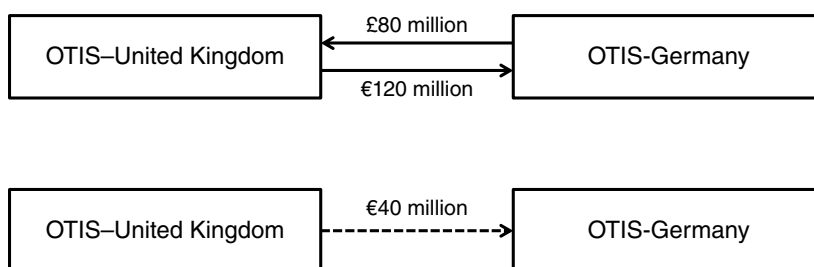 £80 million
OTIS–United Kingdom
OTIS-Germany
€120 million
€40 million
OTIS–United Kingdom
OTIS-Germany